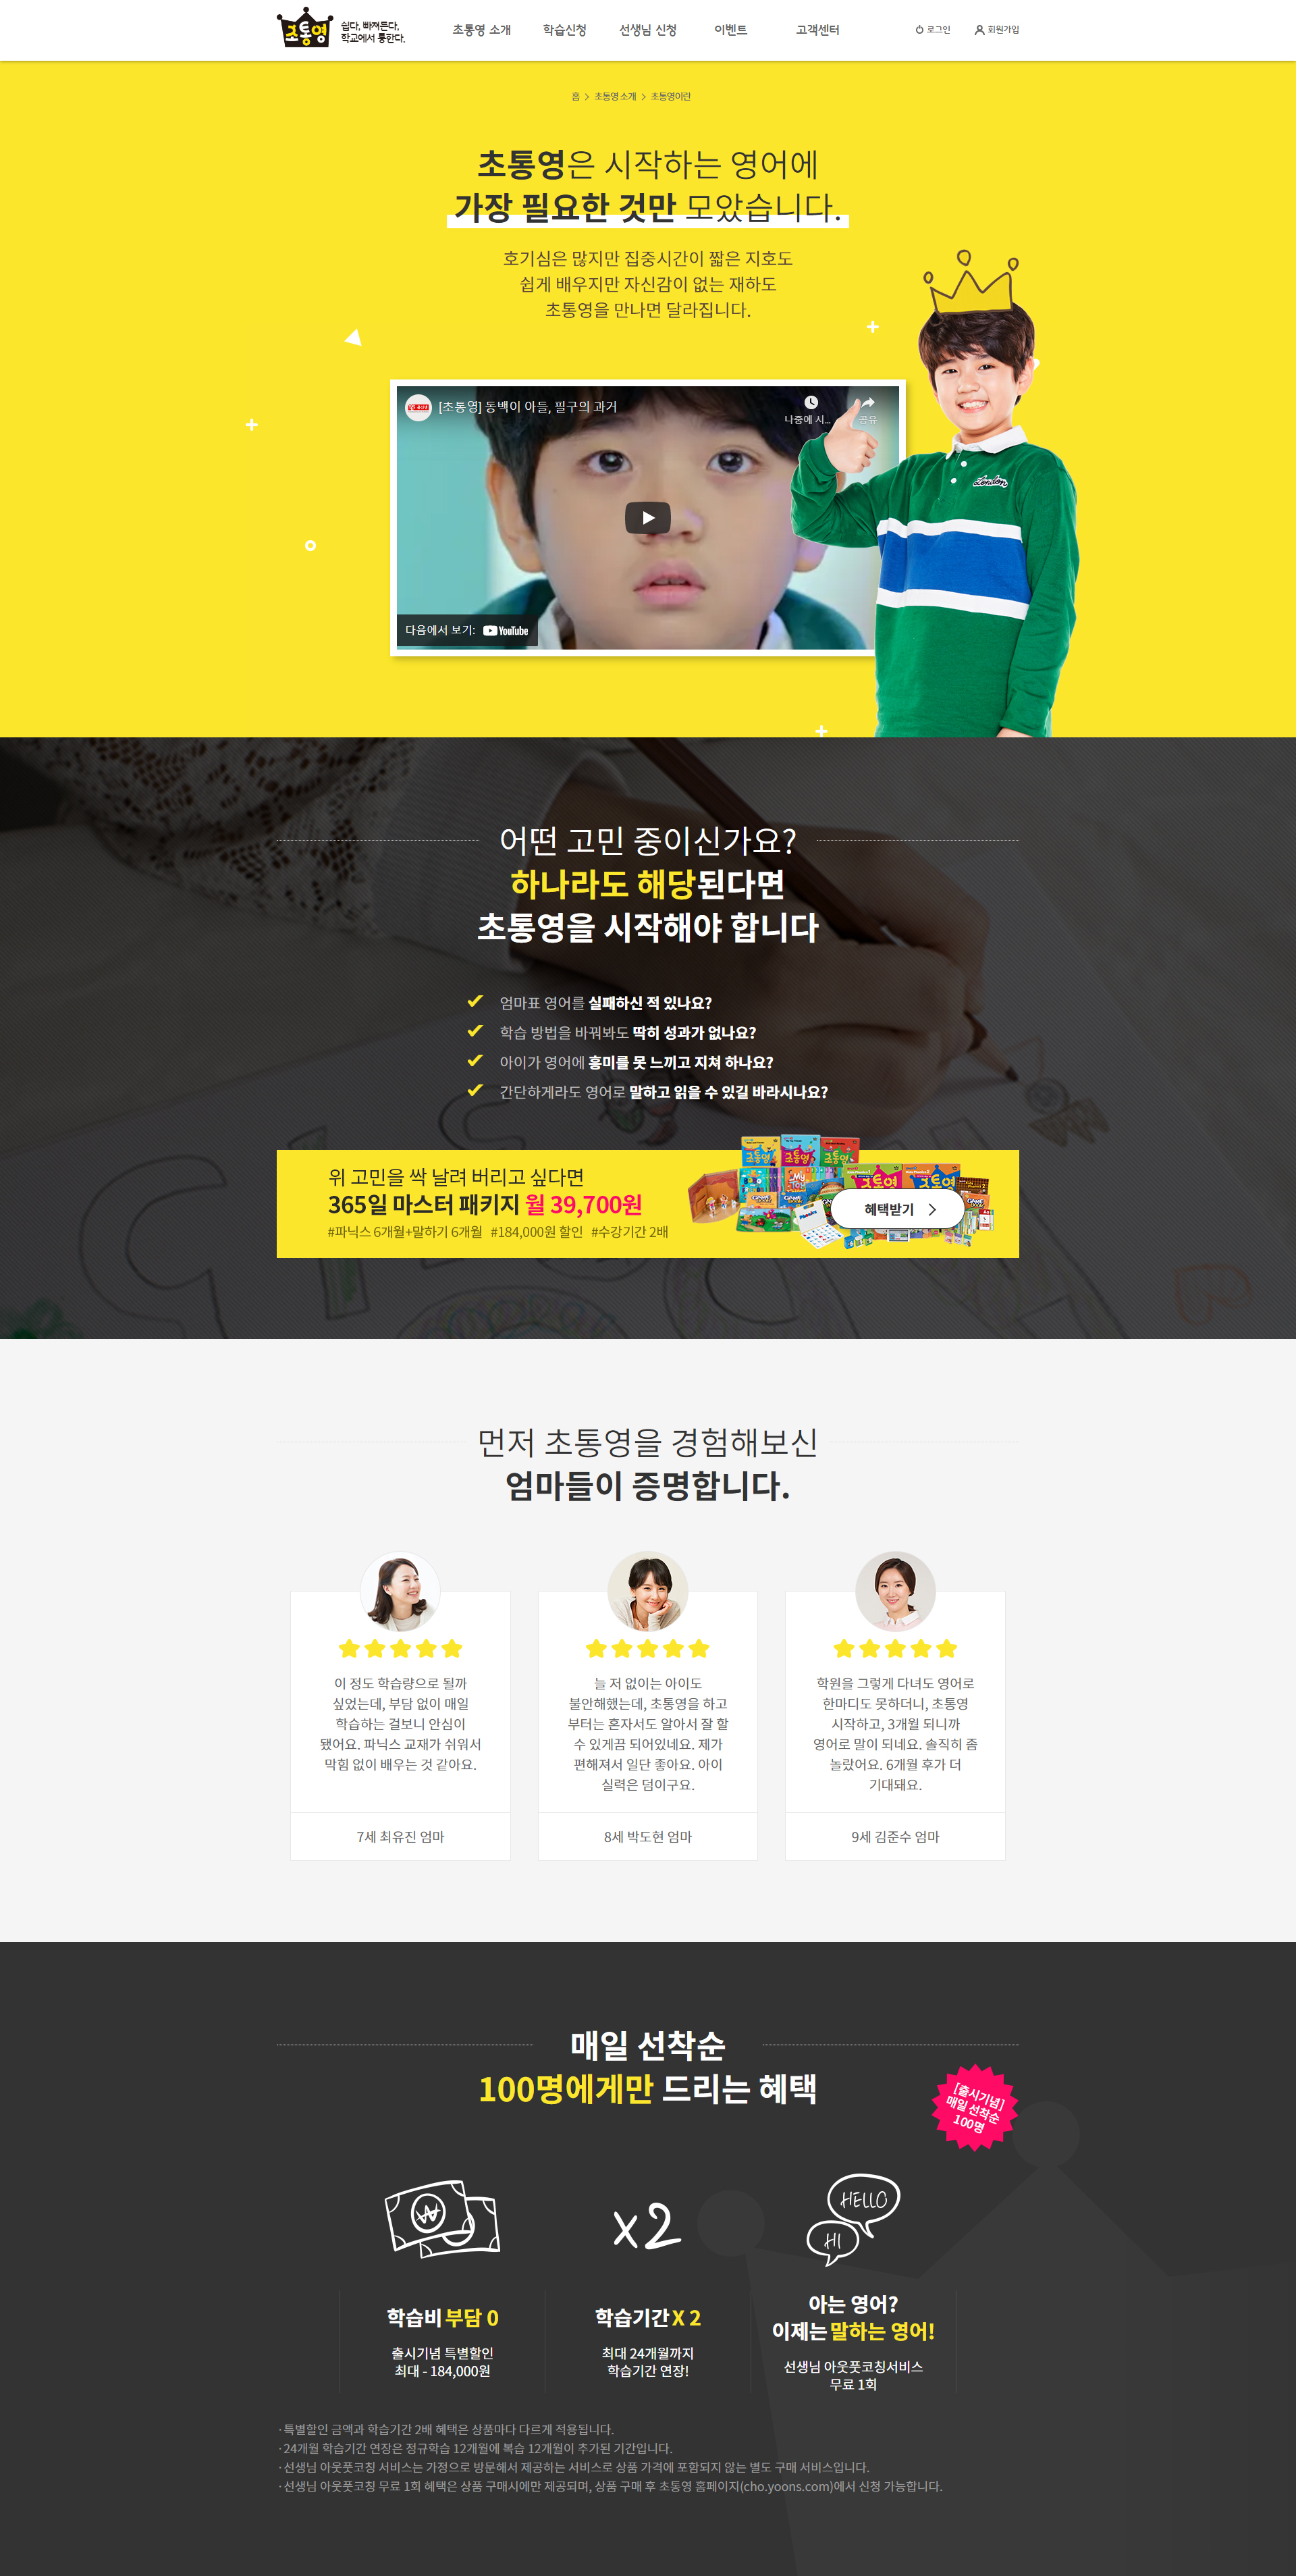 초통영
쉽다, 빠져든다,
학교에서 통한다.
초통영 소개
학습신청
선생님 신청
이벤트
고객센터
로그인
회원가입
홈 > 초통영 소개 > 초통영이란
초통영은 시작하는 영어에
가장 필요한 것만 모았습니다.
호기심은 많지만 집중시간이 짧은 지호도
쉽게 배우지만 자신감이 없는 재하도
초통영을 만나면 달라집니다.
[초통영] 동백이 아들, 필구의 과거
나중에 시...
공유
London
다음에서 보기: YouTube
어떤 고민 중이신가요?
하나라도 해당된다면
초통영을 시작해야 합니다
엄마표 영어를 실패하신 적 있나요?
학습 방법을 바꿔봐도 딱히 성과가 없나요?
아이가 영어에 흥미를 못 느끼고 지쳐 하나요?
간단하게라도 영어로 말하고 읽을 수 있길 바라시나요?
위 고민을 싹 날려 버리고 싶다면
365일 마스터 패키지 월 39,700원
#파닉스 6개월+말하기 6개월 #184,000원 할인 #수강기간 2배
초통영 초통영 초통영
혜택받기
먼저 초통영을 경험해보신
엄마들이 증명합니다.
이 정도 학습량으로 될까
싶었는데, 부담 없이 매일
학습하는 걸보니 안심이
됐어요. 파닉스 교재가 쉬워서
막힘 없이 배우는 것 같아요.
7세 최유진 엄마
늘 저 없이는 아이도
불안해했는데, 초통영을 하고
부터는 혼자서도 알아서 잘 할
수 있게끔 되어있네요. 제가
편해져서 일단 좋아요. 아이
실력은 덤이구요.
8세 박도현 엄마
학원을 그렇게 다녀도 영어로
한마디도 못하더니, 초통영
시작하고, 3개월 되니까
영어로 말이 되네요. 솔직히 좀
놀랐어요. 6개월 후가 더
기대돼요.
9세 김준수 엄마
매일 선착순
100명에게만 드리는 혜택
[출시기념]
매일 선착순
100명
₩
x2
HELLO
HI
학습비 부담 0
출시기념 특별할인
최대 - 184,000원
학습기간 X 2
최대 24개월까지
학습기간 연장!
아는 영어?
이제는 말하는 영어!
선생님 아웃풋코칭서비스
무료 1회
· 특별할인 금액과 학습기간 2배 혜택은 상품마다 다르게 적용됩니다.
· 24개월 학습기간 연장은 정규학습 12개월에 복습 12개월이 추가된 기간입니다.
· 선생님 아웃풋코칭 서비스는 가정으로 방문해서 제공하는 서비스로 상품 가격에 포함되지 않는 별도 구매 서비스입니다.
· 선생님 아웃풋코칭 무료 1회 혜택은 상품 구매시에만 제공되며, 상품 구매 후 초통영 홈페이지(cho.yoons.com)에서 신청 가능합니다.